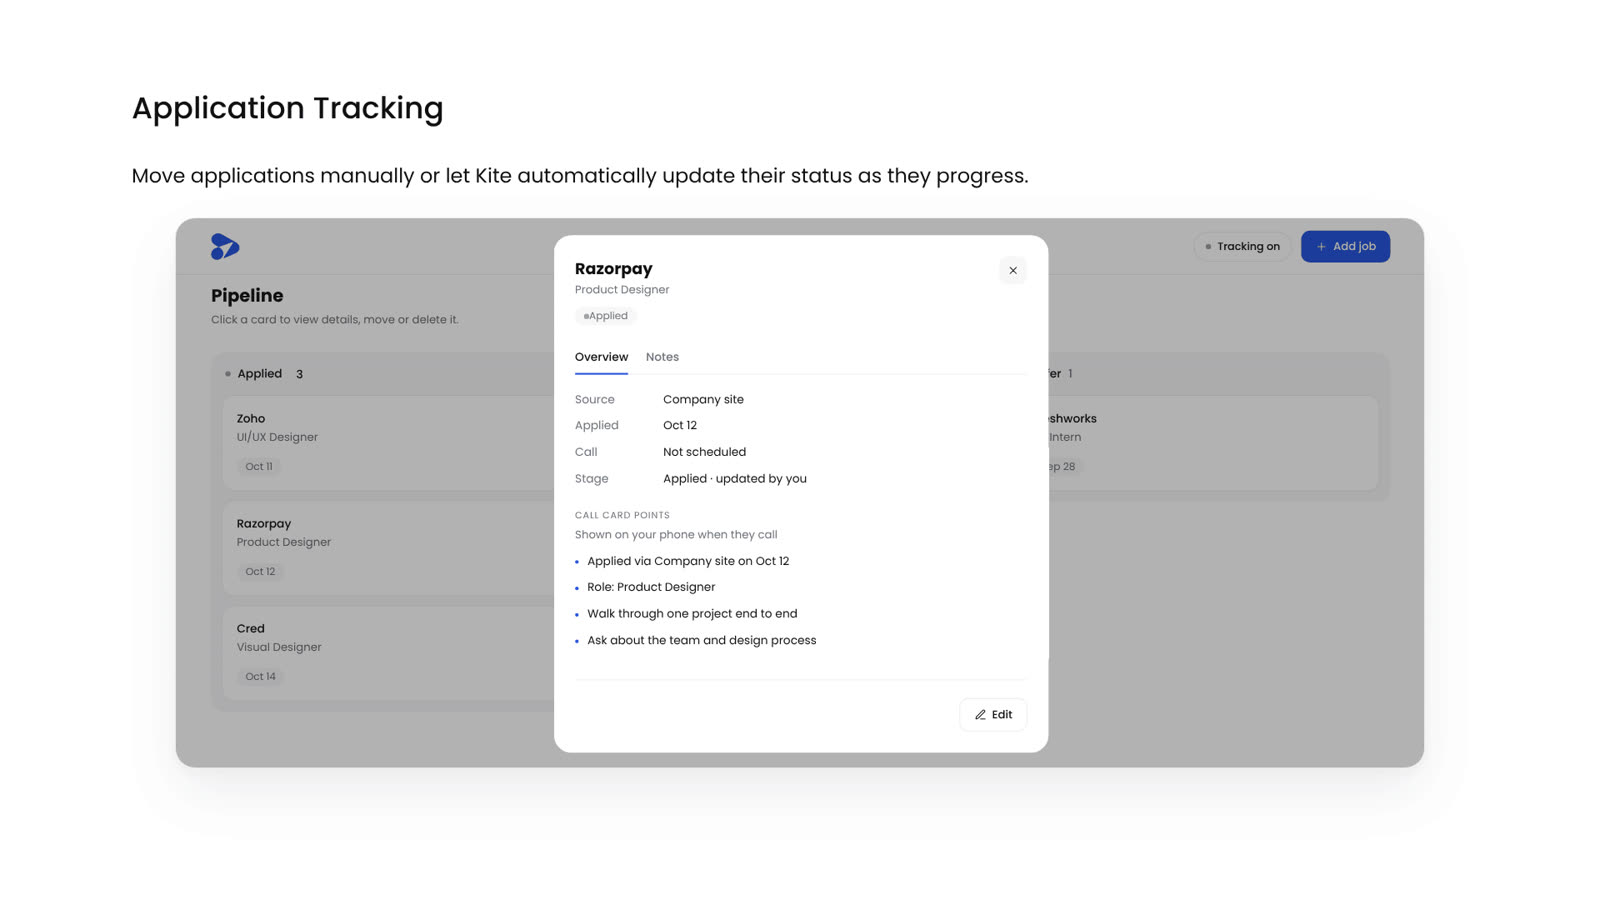 Application Tracking
Move applications manually or let Kite automatically update their status as they progress.
Tracking on
+ Add job
Pipeline
Click a card to view details, move or delete it.
Applied 3
Zoho
UI/UX Designer
Oct 11
Razorpay
Product Designer
Oct 12
Cred
Visual Designer
Oct 14
Razorpay
Product Designer
Applied
Overview Notes
Source Company site
Applied Oct 12
Call Not scheduled
Stage Applied · updated by you
CALL CARD POINTS
Shown on your phone when they call
• Applied via Company site on Oct 12
• Role: Product Designer
• Walk through one project end to end
• Ask about the team and design process
Edit
fer 1
shworks
Intern
ep 28